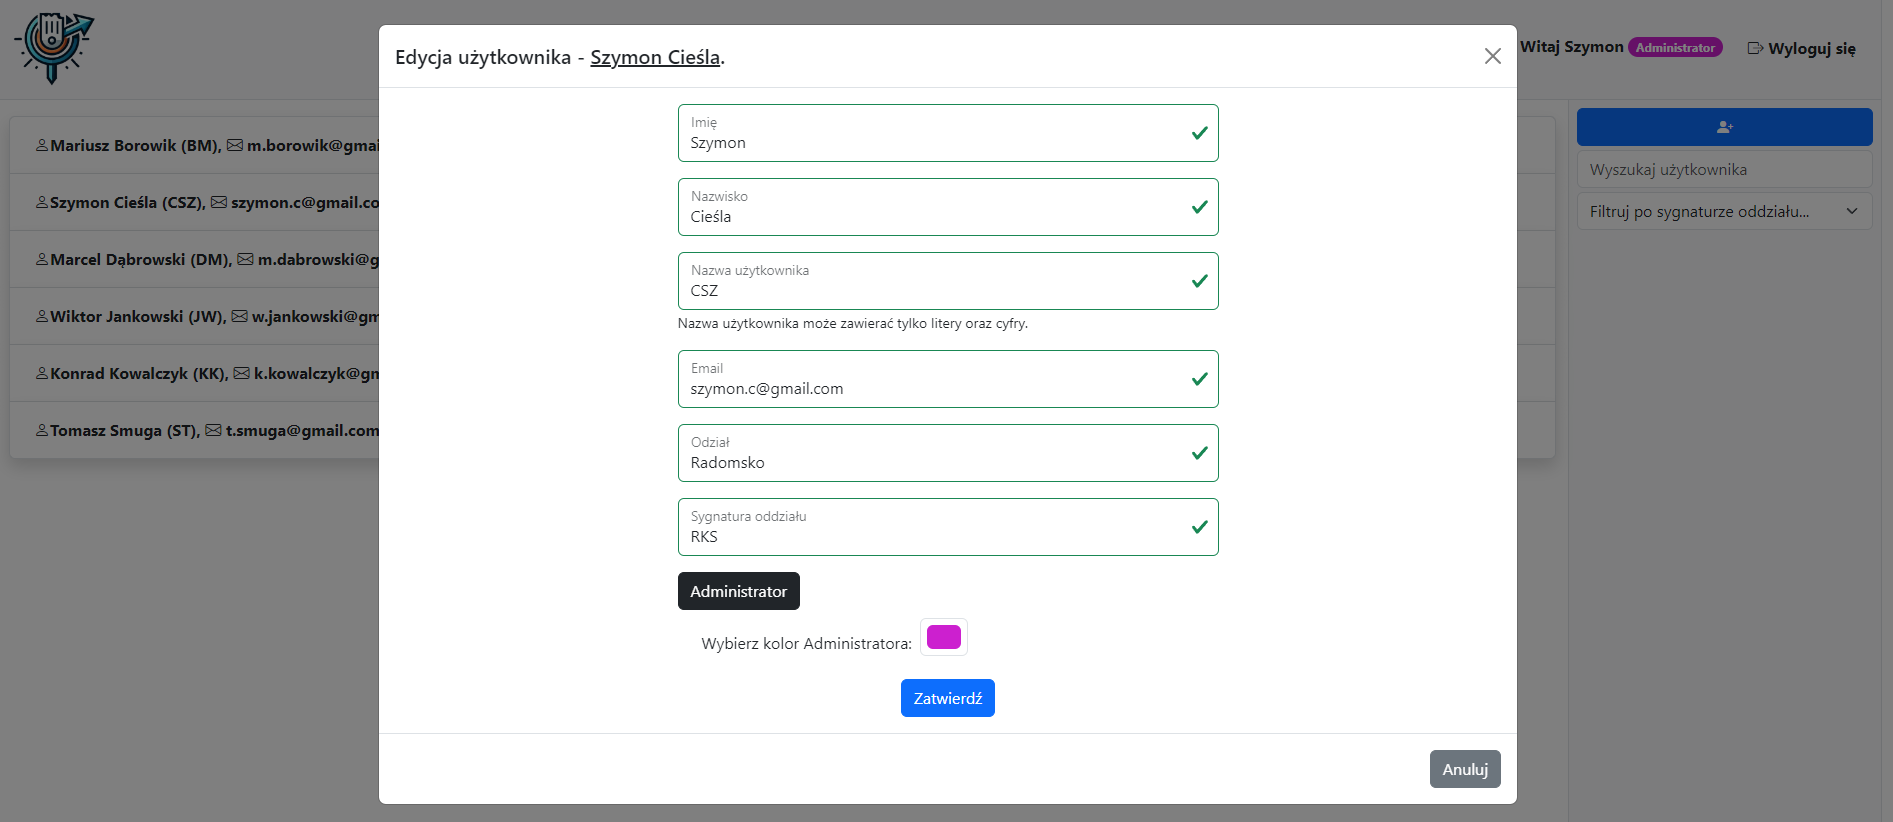 Edycja użytkownika - Szymon Cieśla.
Witaj Szymon Administrator
Wyloguj się
Mariusz Borowik (BM), m.borowik@gmai
Szymon Cieśla (CSZ), szymon.c@gmail.co
Marcel Dąbrowski (DM), m.dabrowski@g
Wiktor Jankowski (JW), w.jankowski@gm
Konrad Kowalczyk (KK), k.kowalczyk@gm
Tomasz Smuga (ST), t.smuga@gmail.com
Imię
Szymon
Nazwisko
Cieśla
Nazwa użytkownika
CSZ
Nazwa użytkownika może zawierać tylko litery oraz cyfry.
Email
szymon.c@gmail.com
Odział
Radomsko
Sygnatura oddziału
RKS
Administrator
Wybierz kolor Administratora:
Zatwierdź
Anuluj
Wyszukaj użytkownika
Filtruj po sygnaturze oddziału...